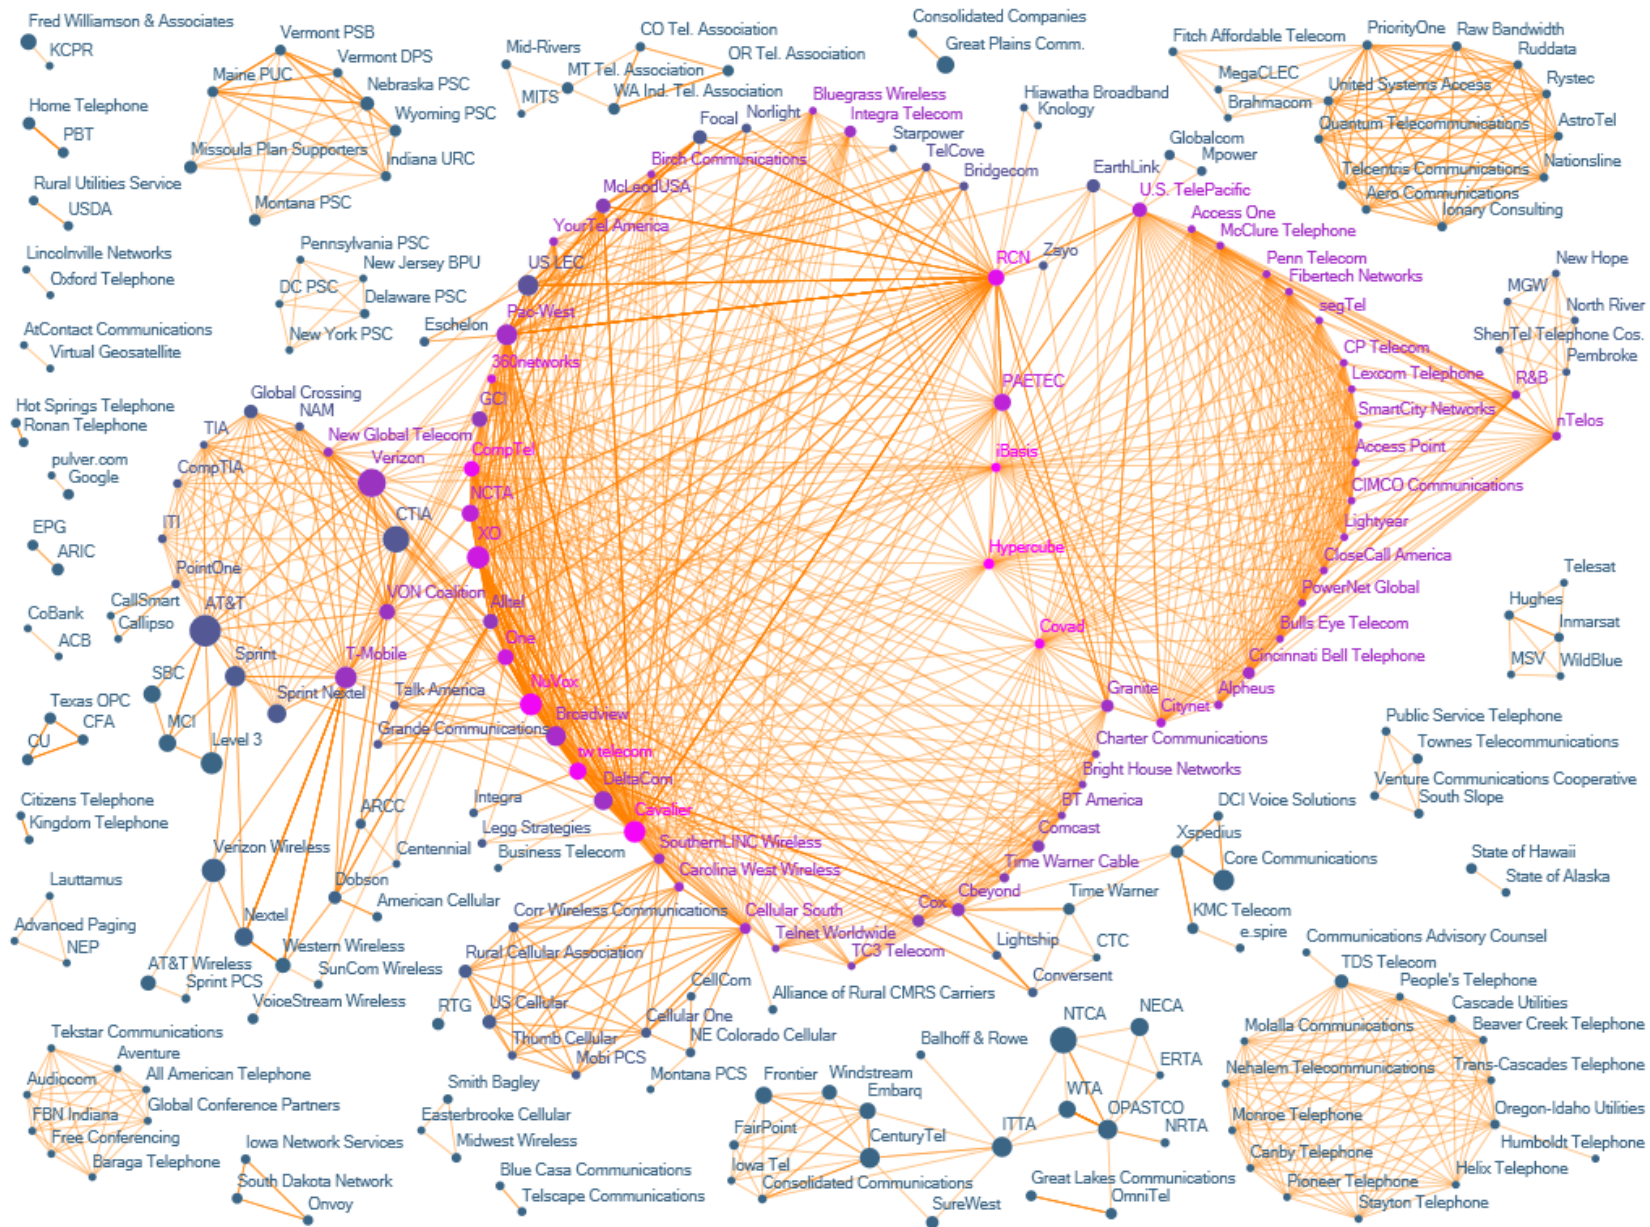 Fred Williamson & Associates
KCPR
Vermont PSB
Vermont DPS
Maine PUC
Nebraska PSC
Wyoming PSC
Missoula Plan Supporters
Indiana URC
Montana PSC
Home Telephone
PBT
Rural Utilities Service
USDA
Lincolnville Networks
Oxford Telephone
AtContact Communications
Virtual Geosatellite
Hot Springs Telephone
Ronan Telephone
pulver.com
Google
EPG
ARIC
CoBank
ACB
Texas OPC
CFA
CU
Citizens Telephone
Kingdom Telephone
Lauttamus
Advanced Paging
NEP
Tekstar Communications
Aventure
Audiocom
All American Telephone
Global Conference Partners
FBN Indiana
Free Conferencing
Baraga Telephone
Iowa Network Services
South Dakota Network
Onvoy
Mid-Rivers
CO Tel. Association
OR Tel. Association
MT Tel. Association
WA Ind. Tel. Association
MITS
Pennsylvania PSC
New Jersey BPU
DC PSC
Delaware PSC
New York PSC
Eschelon
Global Crossing
NAM
TIA
New Global Telecom
CompTIA
Verizon
CTIA
ITI
PointOne
VON Coalition
CallSmart
Callipso
AT&T
T-Mobile
Sprint
SBC
Sprint Nextel
MCI
Level 3
Talk America
Grande Communications
ARCC
Centennial
Verizon Wireless
Dobson
American Cellular
Nextel
Western Wireless
SunCom Wireless
AT&T Wireless
Sprint PCS
VoiceStream Wireless
Consolidated Companies
Great Plains Comm.
Focal
Norlight
Bluegrass Wireless
Integra Telecom
Starpower
TelCove
Bridgecom
Birch Communications
McLeodUSA
YourTel America
US LEC
Pac-West
360networks
GCI
CompTel
NCTA
XO
Alltel
One
NuVox
Broadview
tw telecom
DeltaCom
Cavalier
Integra
Legg Strategies
Business Telecom
SouthernLINC Wireless
Carolina West Wireless
Corr Wireless Communications
Cellular South
Telnet Worldwide
TC3 Telecom
Rural Cellular Association
RTG
US Cellular
Thumb Cellular
Mobi PCS
CellCom
Cellular One
NE Colorado Cellular
Alliance of Rural CMRS Carriers
Montana PCS
Smith Bagley
Easterbrooke Cellular
Midwest Wireless
Blue Casa Communications
Telscape Communications
Hiawatha Broadband
Knology
Globalcom
Mpower
EarthLink
U.S. TelePacific
Access One
McClure Telephone
Penn Telecom
Fibertech Networks
segTel
RCN
Zayo
PAETEC
iBasis
Hypercube
Covad
CP Telecom
Lexcom Telephone
SmartCity Networks
Access Point
CIMCO Communications
Lightyear
CloseCall America
PowerNet Global
Bulls Eye Telecom
Cincinnati Bell Telephone
Alpheus
Citynet
Granite
Charter Communications
Bright House Networks
BT America
Comcast
Time Warner Cable
Cbeyond
Cox
Time Warner
Lightship
CTC
Conversent
Fitch Affordable Telecom
PriorityOne
Raw Bandwidth
Ruddata
MegaCLEC
United Systems Access
Rystec
Brahmacom
Quantum Telecommunications
AstroTel
Nationsline
Telcentris Communications
Aero Communications
Ionary Consulting
New Hope
MGW
North River
ShenTel Telephone Cos.
Pembroke
R&B
nTelos
Telesat
Hughes
Inmarsat
MSV
WildBlue
Public Service Telephone
Townes Telecommunications
Venture Communications Cooperative
South Slope
DCI Voice Solutions
Xspedius
Core Communications
KMC Telecom
e.spire
State of Hawaii
State of Alaska
Communications Advisory Counsel
TDS Telecom
People's Telephone
Cascade Utilities
Molalla Communications
Beaver Creek Telephone
Nehalem Telecommunications
Trans-Cascades Telephone
Monroe Telephone
Oregon-Idaho Utilities
Canby Telephone
Humboldt Telephone
Helix Telephone
Pioneer Telephone
Stayton Telephone
Balhoff & Rowe
NTCA
NECA
ERTA
WTA
OPASTCO
NRTA
ITTA
Frontier
Windstream
Embarq
FairPoint
CenturyTel
Iowa Tel
Consolidated Communications
SureWest
Great Lakes Communications
OmniTel